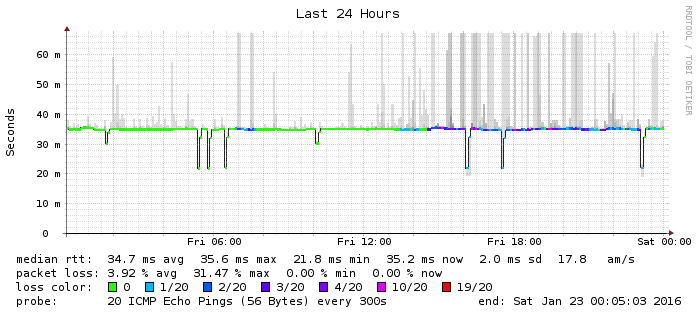 Last 24 Hours
RRDTOOL / TOBI OETIKER
Seconds
60 m
50 m
40 m
30 m
20 m
10 m
0
Fri 06:00 Fri 12:00 Fri 18:00 Sat 00:00
median rtt: 34.7 ms avg 35.6 ms max 21.8 ms min 35.2 ms now 2.0 ms sd 17.8 am/s
packet loss: 3.92 % avg 31.47 % max 0.00 % min 0.00 % now
loss color: 0 1/20 2/20 3/20 4/20 10/20 19/20
probe: 20 ICMP Echo Pings (56 Bytes) every 300s end: Sat Jan 23 00:05:03 2016